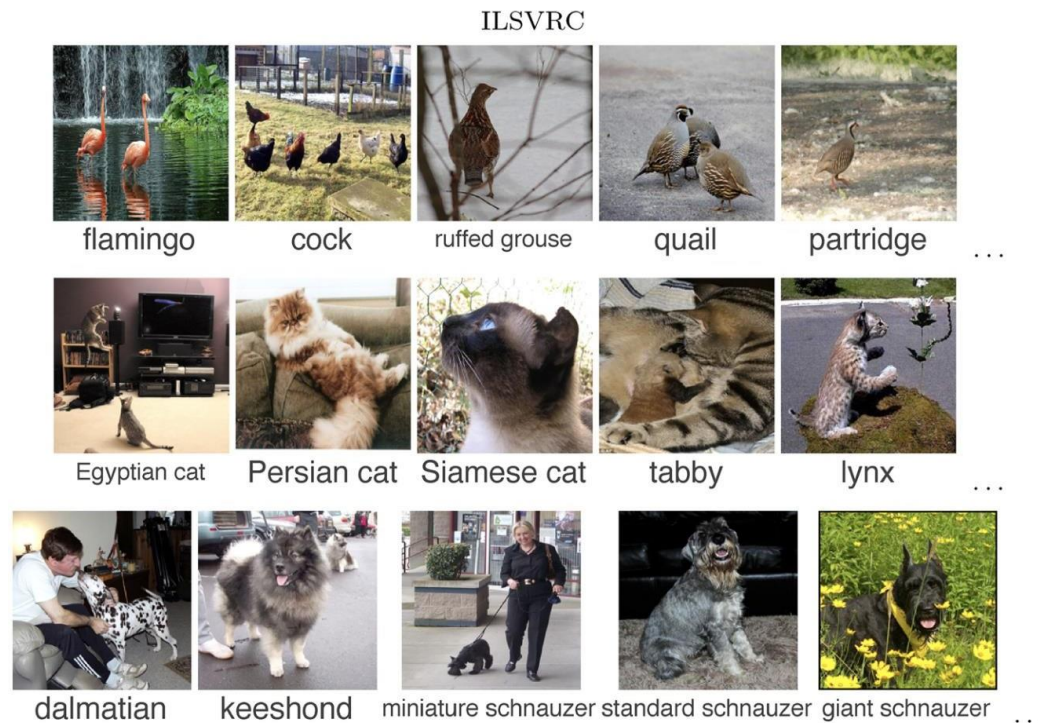 ILSVRC
flamingo cock ruffed grouse quail partridge ...
Egyptian cat Persian cat Siamese cat tabby lynx ...
dalmatian keeshond miniature schnauzer standard schnauzer giant schnauzer ..